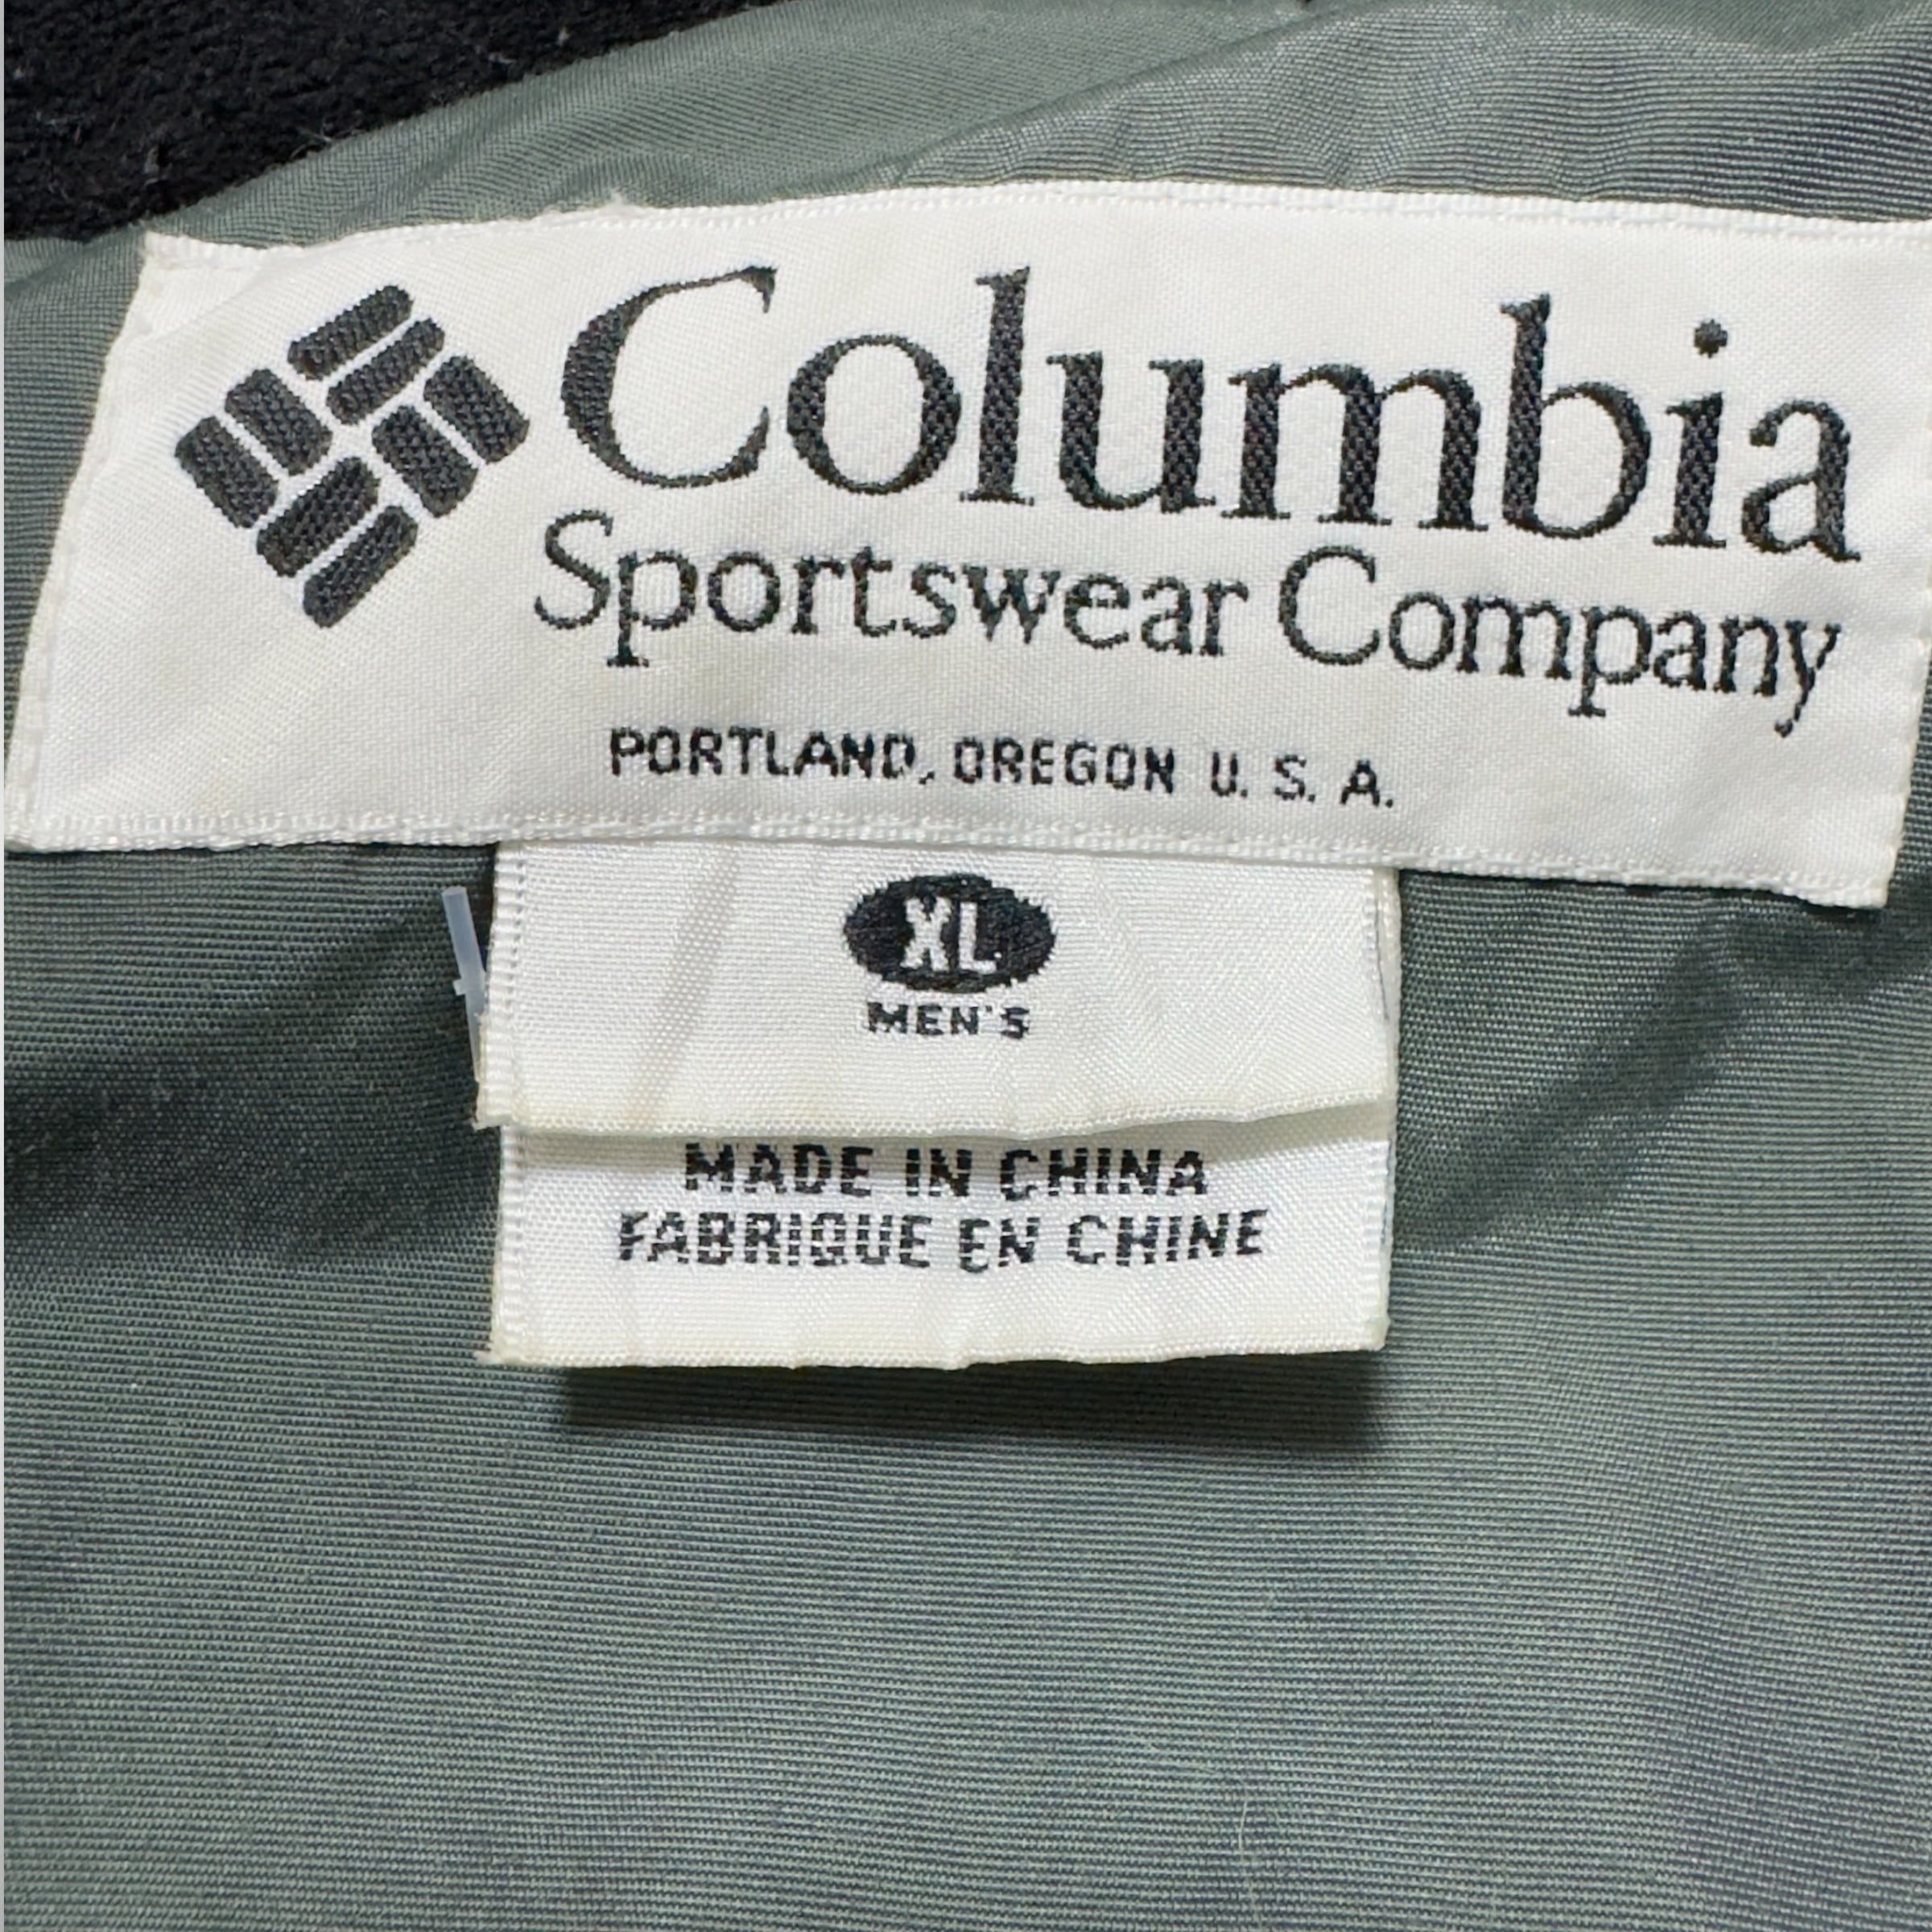 Columbia
Sportswear Company
PORTLAND, OREGON U. S. A.
XL
MEN'S
MADE IN CHINA
FABRIQUE EN CHINE